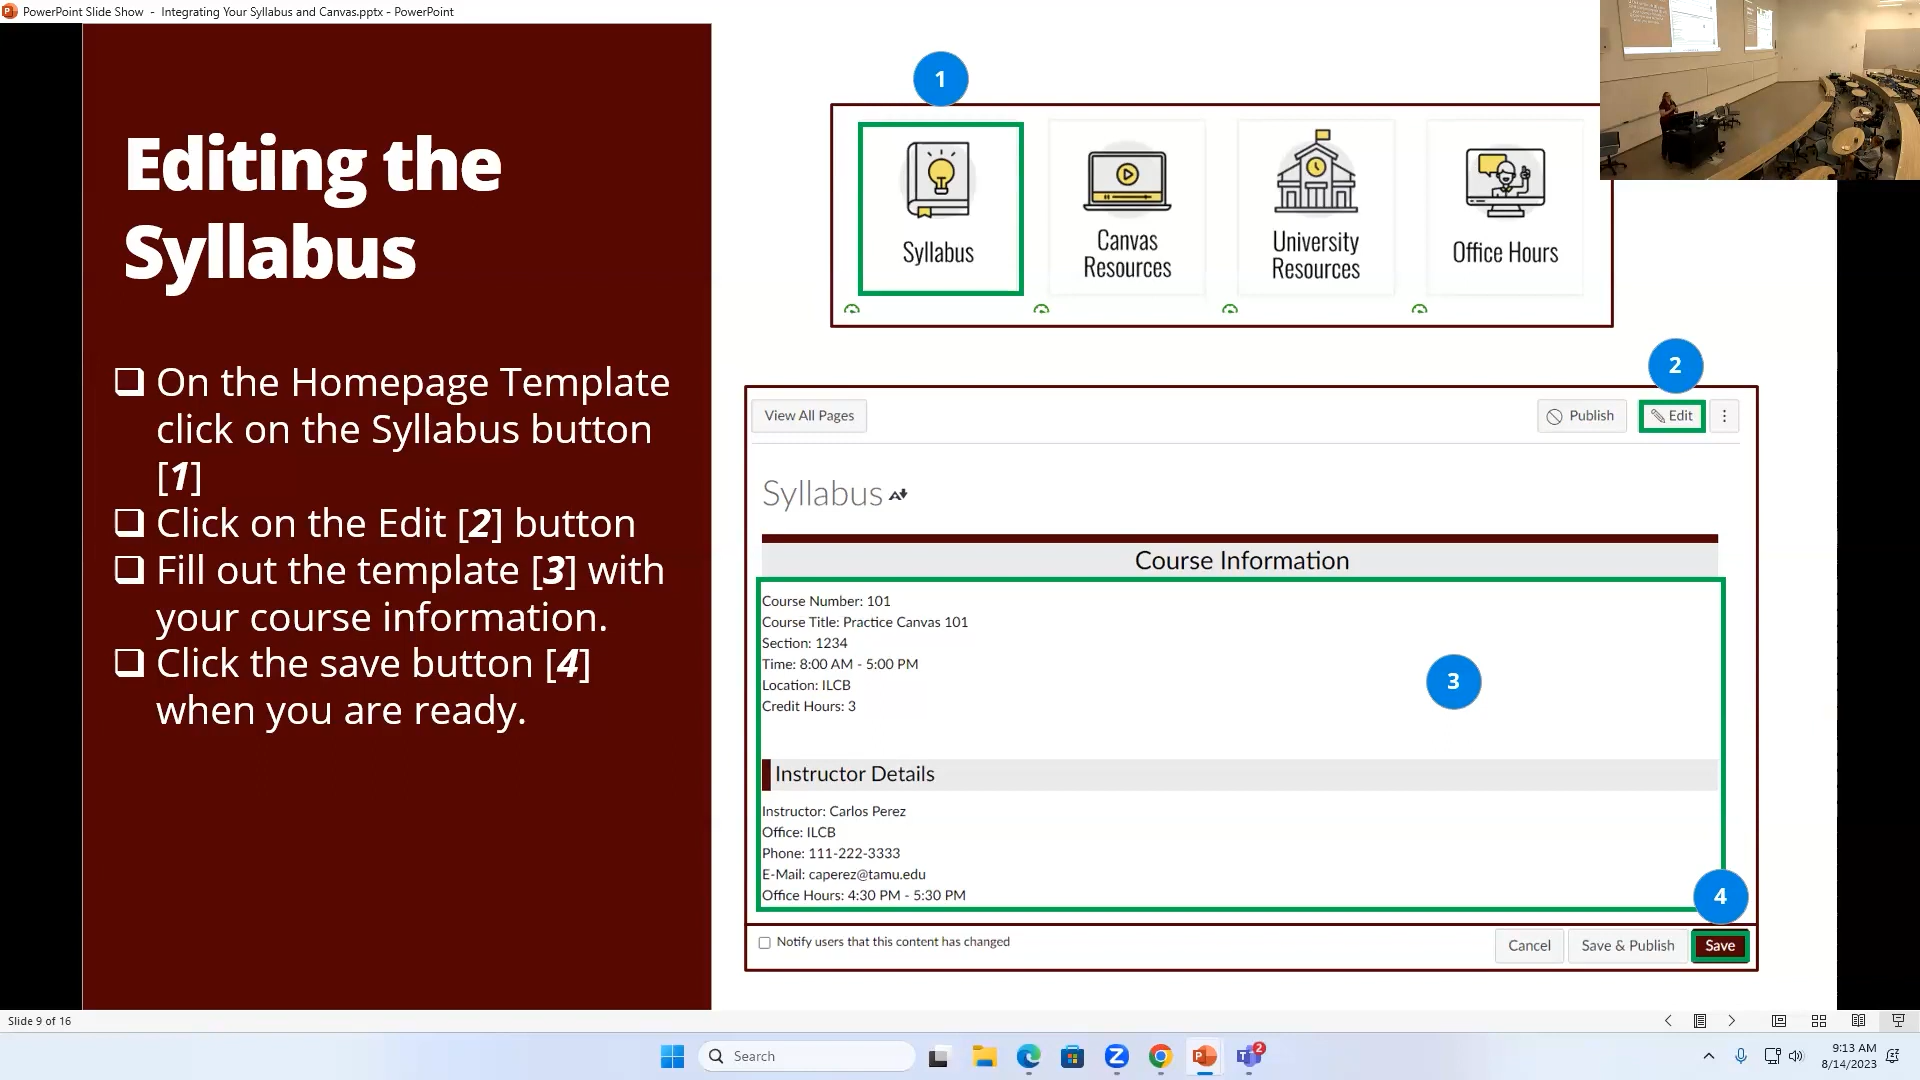 PowerPoint Slide Show - Integrating Your Syllabus and Canvas.pptx - PowerPoint
Editing the
Syllabus
On the Homepage Template
click on the Syllabus button
[1]
Click on the Edit [2] button
Fill out the template [3] with
your course information.
Click the save button [4]
when you are ready.
1
Syllabus
Canvas
Resources
University
Resources
Office Hours
2
View All Pages
Publish
Edit
Syllabus
Course Information
Course Number: 101
Course Title: Practice Canvas 101
Section: 1234
Time: 8:00 AM - 5:00 PM
Location: ILCB
Credit Hours: 3
3
Instructor Details
Instructor: Carlos Perez
Office: ILCB
Phone: 111-222-3333
E-Mail: caperez@tamu.edu
Office Hours: 4:30 PM - 5:30 PM
4
Notify users that this content has changed
Cancel
Save & Publish
Save
Slide 9 of 16
Search
2
9:13 AM
8/14/2023